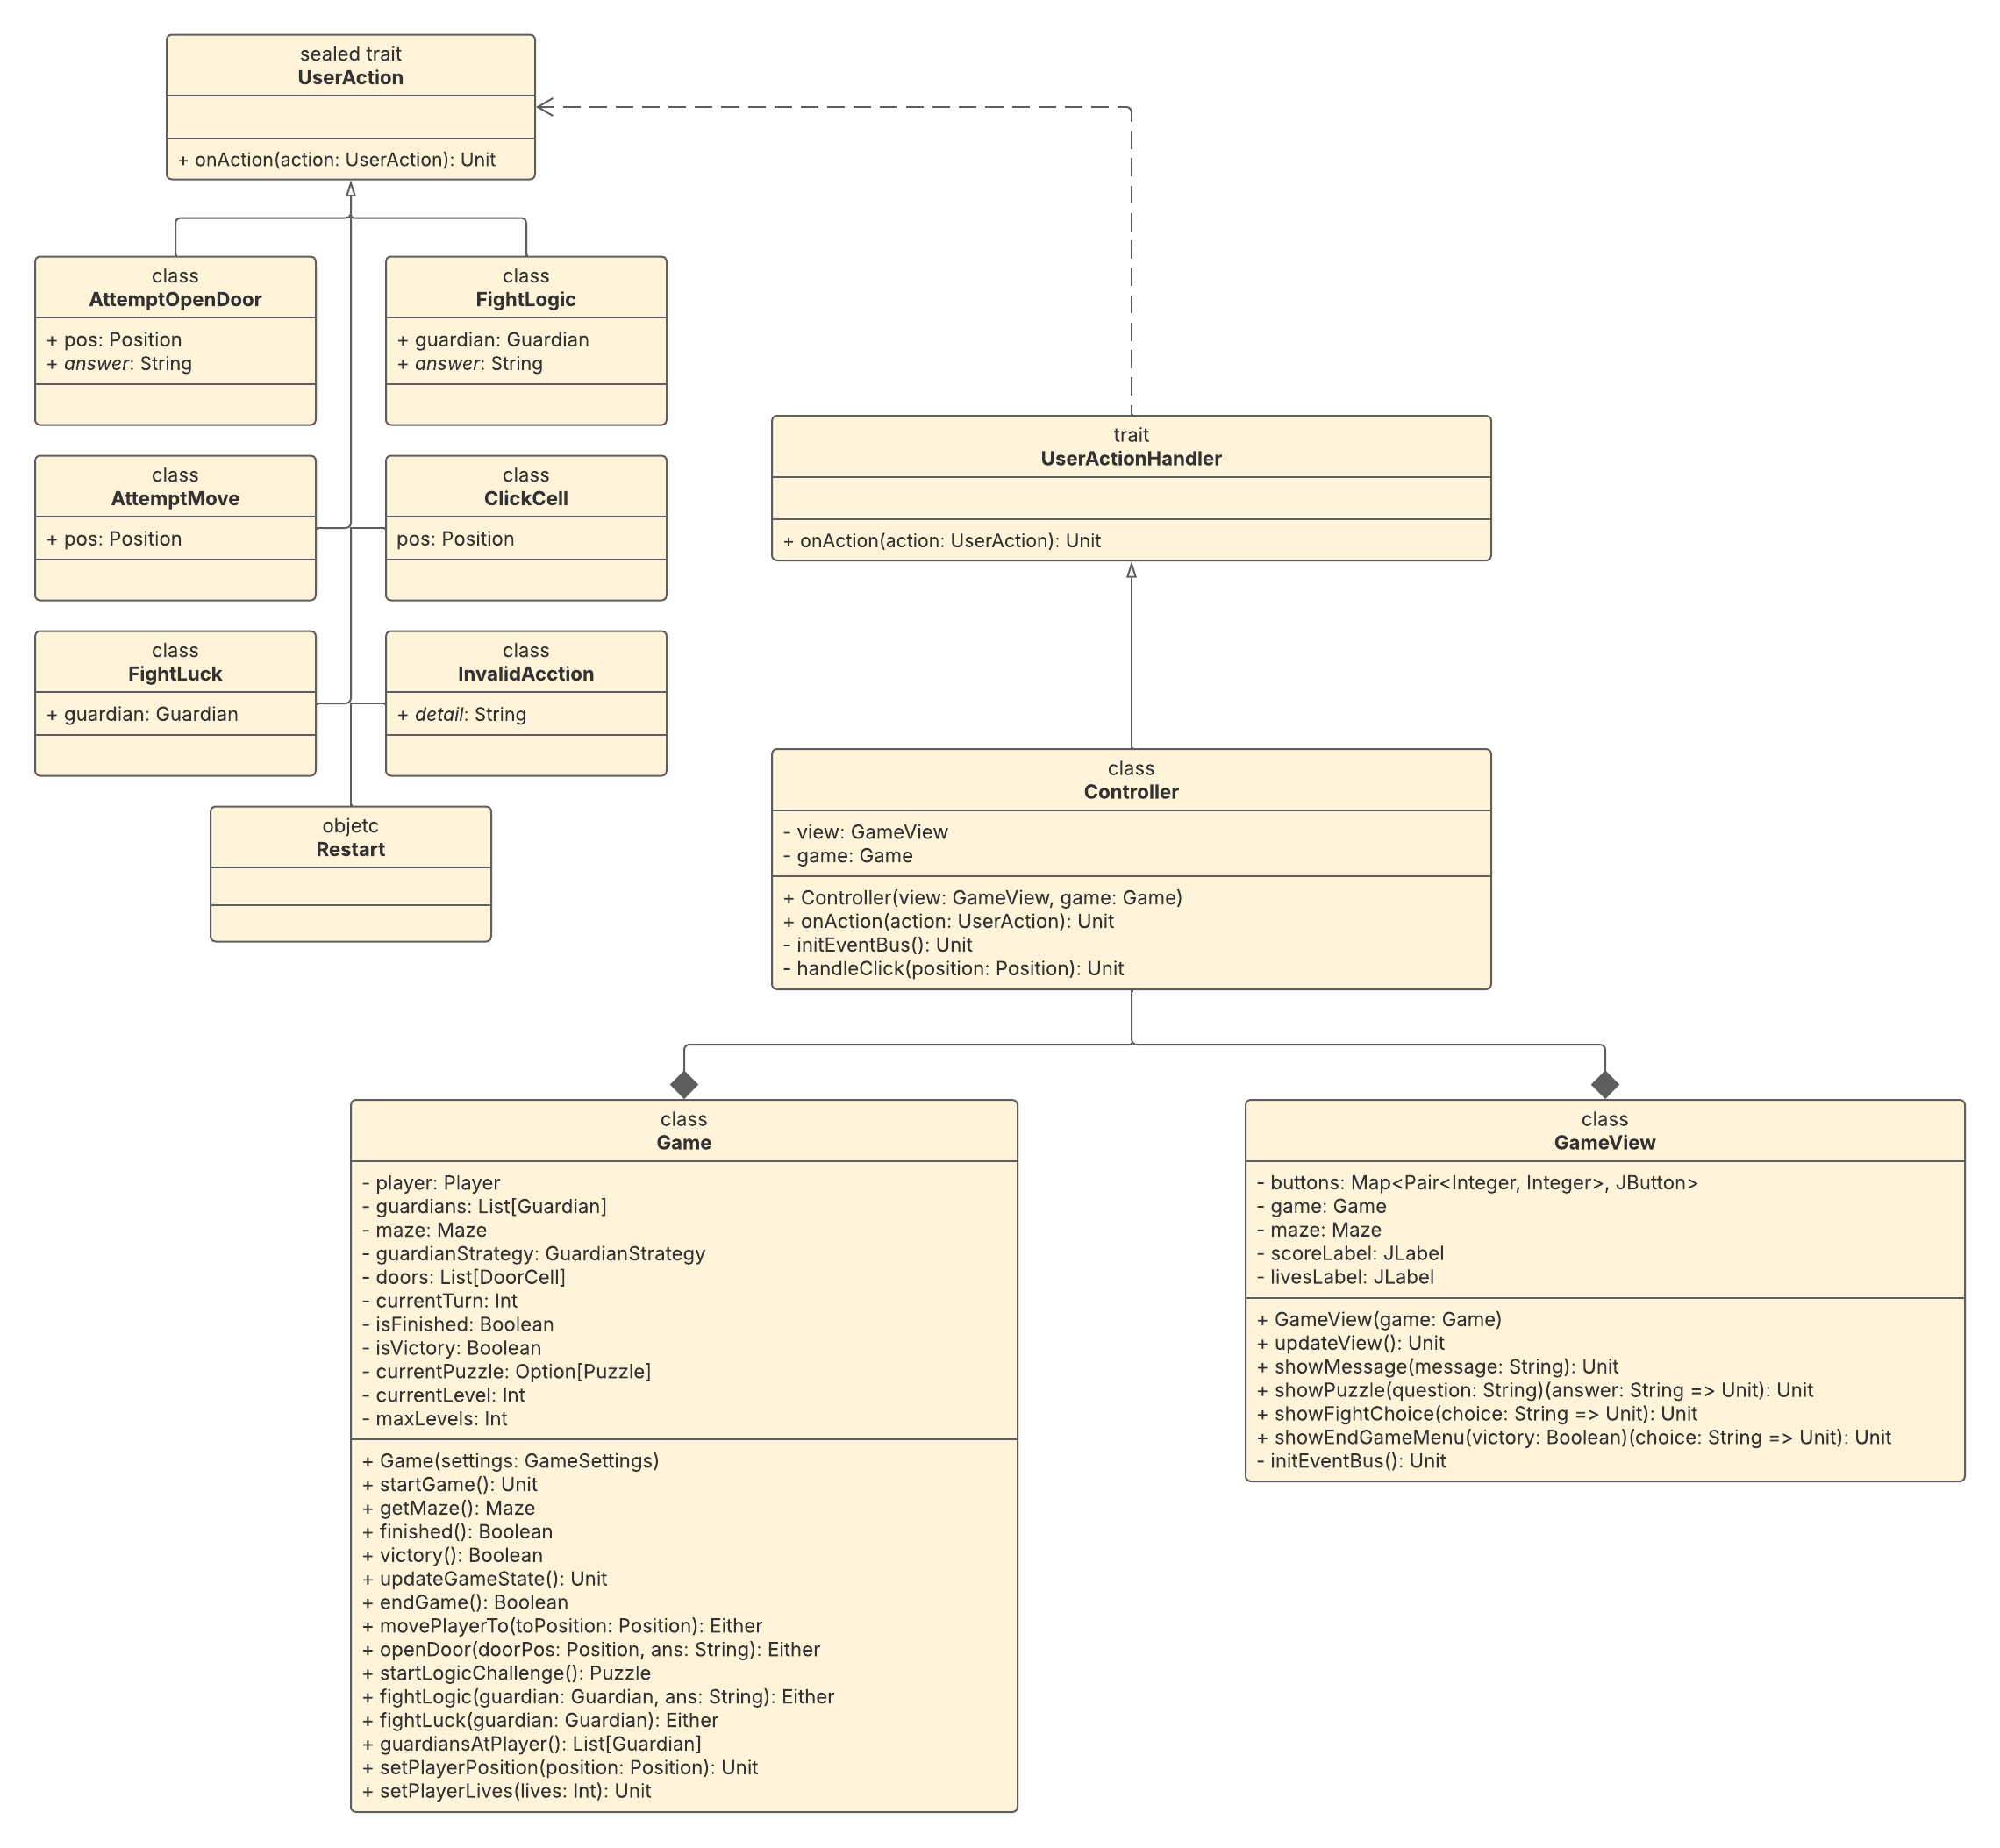 sealed trait
UserAction
+ onAction(action: UserAction): Unit
class
AttemptOpenDoor
+ pos: Position
+ answer: String
class
FightLogic
+ guardian: Guardian
+ answer: String
class
AttemptMove
+ pos: Position
class
ClickCell
pos: Position
class
FightLuck
+ guardian: Guardian
class
InvalidAcction
+ detail: String
objetc
Restart
trait
UserActionHandler
+ onAction(action: UserAction): Unit
class
Controller
- view: GameView
- game: Game
+ Controller(view: GameView, game: Game)
+ onAction(action: UserAction): Unit
- initEventBus(): Unit
- handleClick(position: Position): Unit
class
Game
- player: Player
- guardians: List[Guardian]
- maze: Maze
- guardianStrategy: GuardianStrategy
- doors: List[DoorCell]
- currentTurn: Int
- isFinished: Boolean
- isVictory: Boolean
- currentPuzzle: Option[Puzzle]
- currentLevel: Int
- maxLevels: Int
+ Game(settings: GameSettings)
+ startGame(): Unit
+ getMaze(): Maze
+ finished(): Boolean
+ victory(): Boolean
+ updateGameState(): Unit
+ endGame(): Boolean
+ movePlayerTo(toPosition: Position): Either
+ openDoor(doorPos: Position, ans: String): Either
+ startLogicChallenge(): Puzzle
+ fightLogic(guardian: Guardian, ans: String): Either
+ fightLuck(guardian: Guardian): Either
+ guardiansAtPlayer(): List[Guardian]
+ setPlayerPosition(position: Position): Unit
+ setPlayerLives(lives: Int): Unit
class
GameView
- buttons: Map<Pair<Integer, Integer>, JButton>
- game: Game
- maze: Maze
- scoreLabel: JLabel
- livesLabel: JLabel
+ GameView(game: Game)
+ updateView(): Unit
+ showMessage(message: String): Unit
+ showPuzzle(question: String)(answer: String => Unit): Unit
+ showFightChoice(choice: String => Unit): Unit
+ showEndGameMenu(victory: Boolean)(choice: String => Unit): Unit
- initEventBus(): Unit